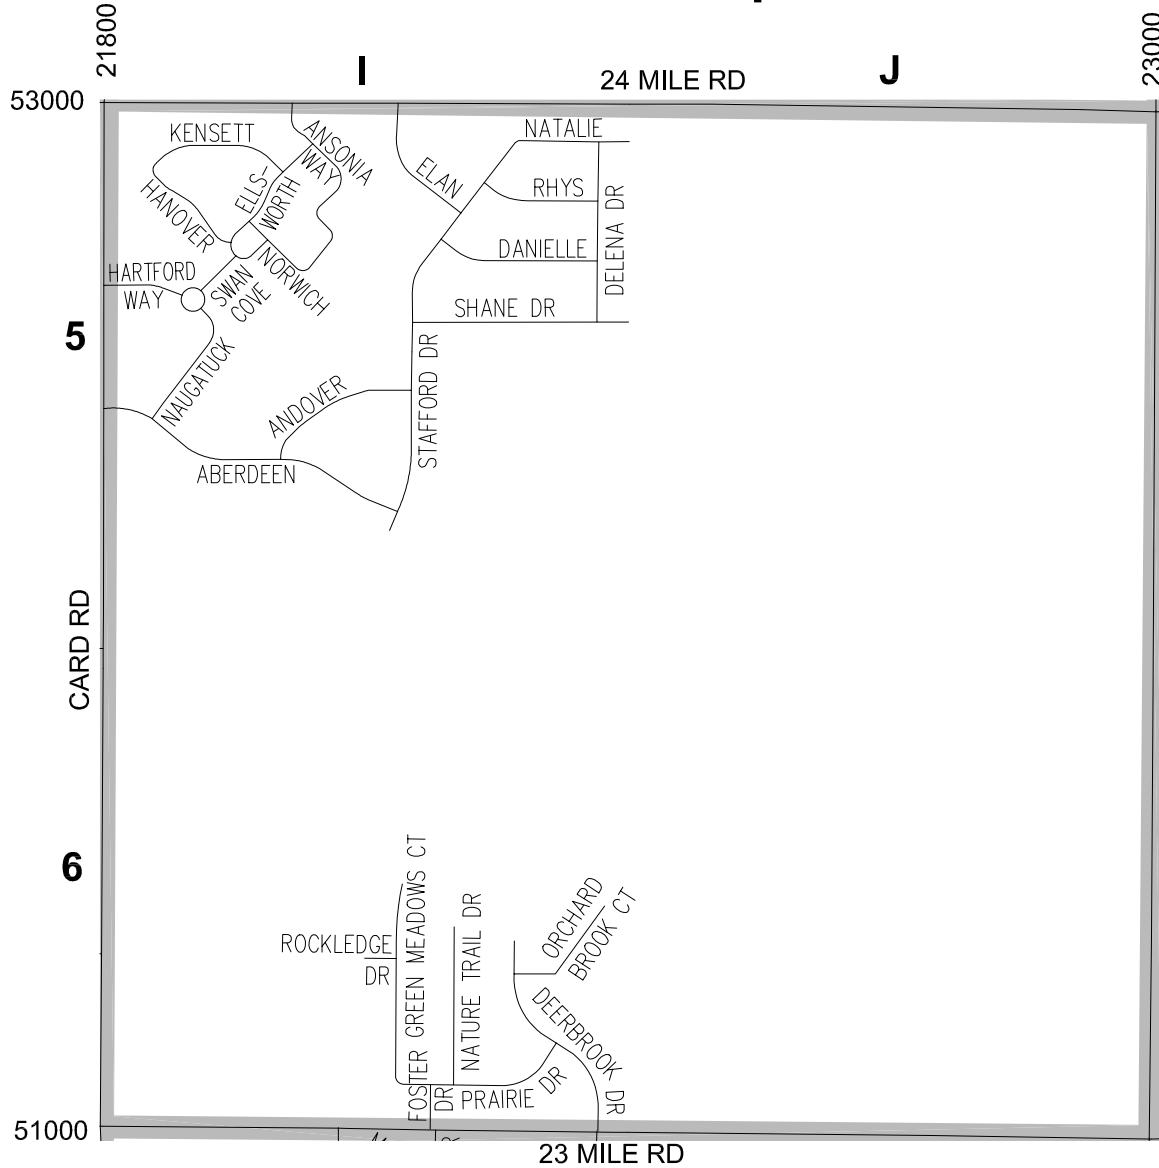 21800
23000
I
24 MILE RD
J
53000
KENSETT
ANSONIA
WAY
NATALIE
ELLS-
WORTH
ELAN
RHYS
HANOVER
DELENA DR
DANIELLE
NORWICH
HARTFORD
WAY
SWAN
COVE
SHANE DR
5
NAUGATUCK
STAFFORD DR
ANDOVER
ABERDEEN
CARD RD
6
FOSTER GREEN MEADOWS CT
NATURE TRAIL DR
ORCHARD
BROOK CT
ROCKLEDGE
DR
DEERBROOK DR
FOSTER
DR
PRAIRIE
DR
51000
23 MILE RD